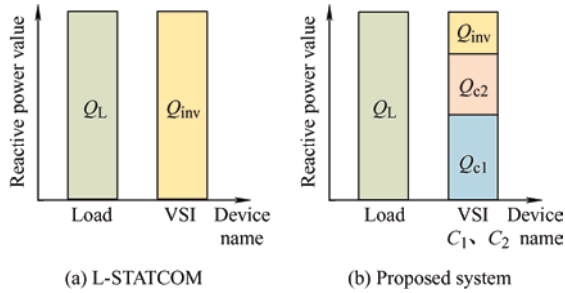 Reactive power value
Q_L
Q_inv
Load
VSI
Device
name
(a) L-STATCOM
Reactive power value
Q_L
Q_inv
Q_c2
Q_c1
Load
VSI
C_1、C_2
Device
name
(b) Proposed system